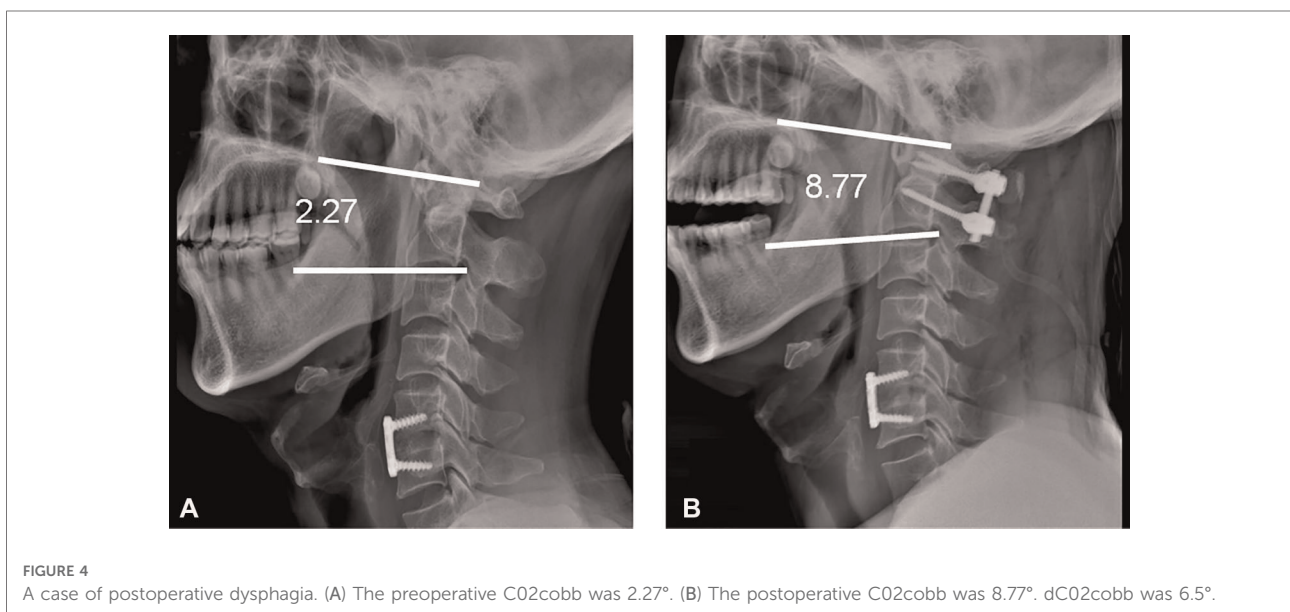 2.27
8.77
A
B
FIGURE 4
A case of postoperative dysphagia. (A) The preoperative C02cobb was 2.27°. (B) The postoperative C02cobb was 8.77°. dC02cobb was 6.5°.